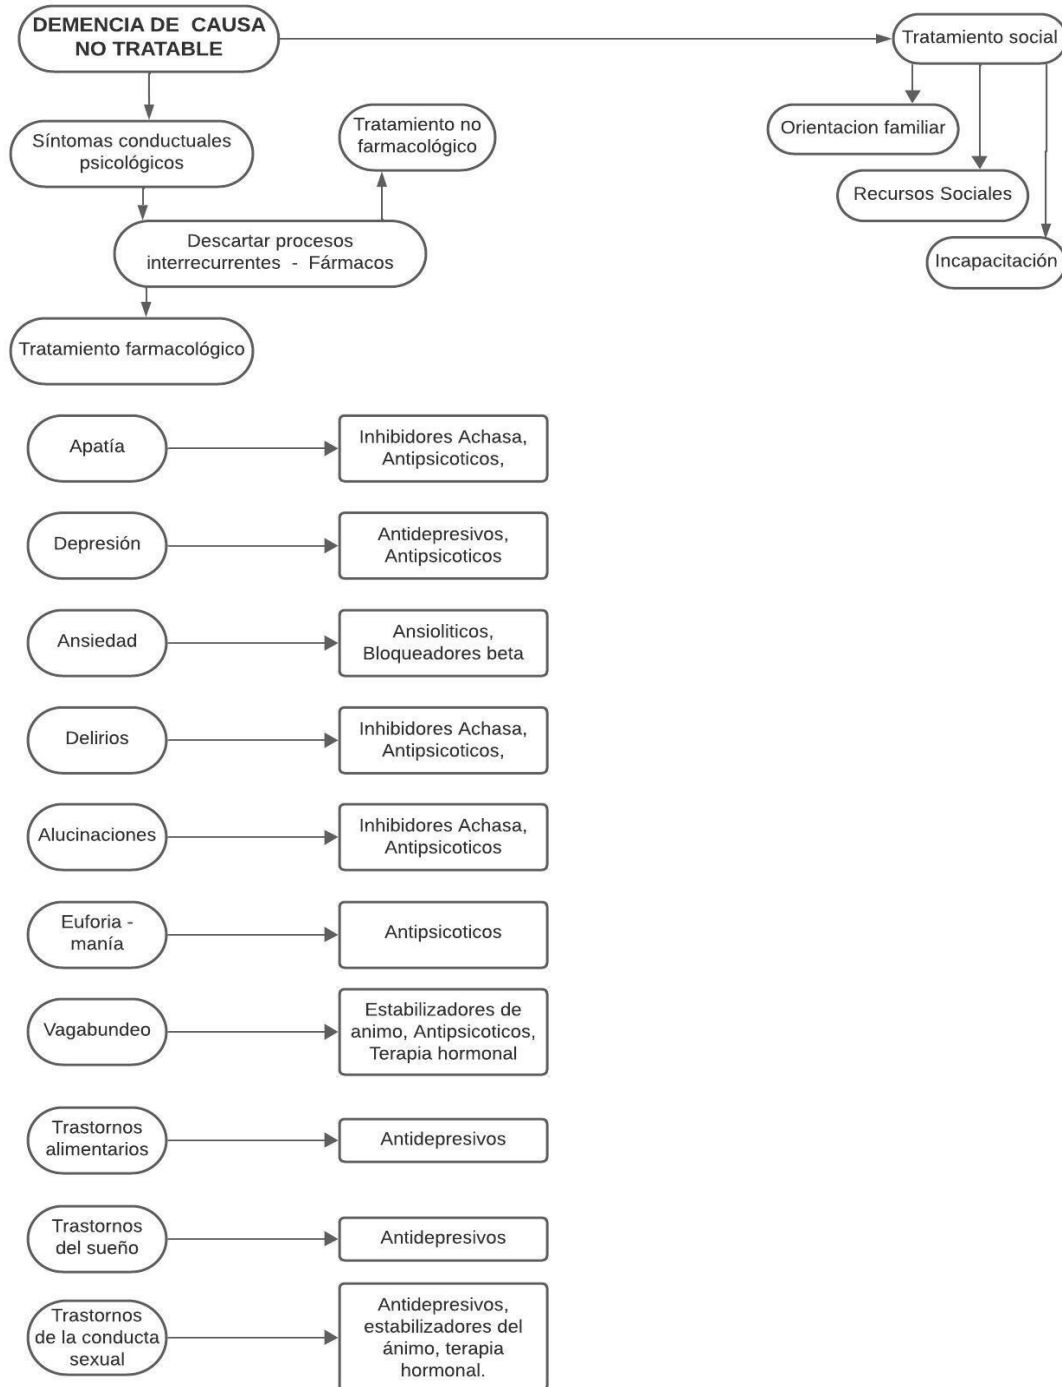 DEMENCIA DE CAUSA
NO TRATABLE
Tratamiento social
Síntomas conductuales
psicológicos
Tratamiento no
farmacológico
Orientacion familiar
Recursos Sociales
Descartar procesos
interrecurrentes - Fármacos
Incapacitación
Tratamiento farmacológico
Apatía
Inhibidores Achasa,
Antipsicoticos,
Depresión
Antidepresivos,
Antipsicoticos
Ansiedad
Ansioliticos,
Bloqueadores beta
Delirios
Inhibidores Achasa,
Antipsicoticos,
Alucinaciones
Inhibidores Achasa,
Antipsicoticos
Euforia -
manía
Antipsicoticos
Vagabundeo
Estabilizadores de
animo, Antipsicoticos,
Terapia hormonal
Trastornos
alimentarios
Antidepresivos
Trastornos
del sueño
Antidepresivos
Trastornos
de la conducta
sexual
Antidepresivos,
estabilizadores del
ánimo, terapia
hormonal.